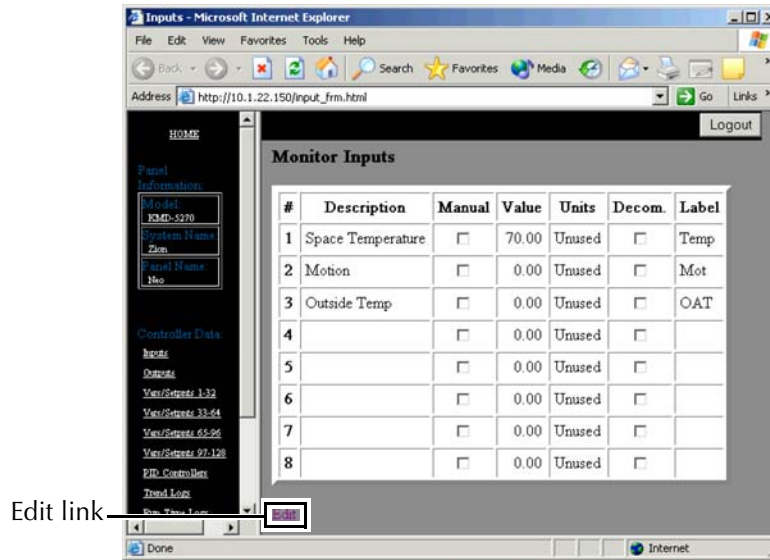 Inputs - Microsoft Internet Explorer
File Edit View Favorites Tools Help
Back Search Favorites Media
Address http://10.1.22.150/input_frm.html Go Links
Logout
HOME
Panel
Information:
Model:
KMD-5270
System Name:
Zion
Panel Name:
Neo
Controller Data:
Inputs
Outputs
Vars/Setpnts 1-32
Vars/Setpnts 33-64
Vars/Setpnts 65-96
Vars/Setpnts 97-128
PID Controllers
Trend Logs
Run Time Logs
Monitor Inputs
# Description Manual Value Units Decom. Label
1 Space Temperature 70.00 Unused Temp
2 Motion 0.00 Unused Mot
3 Outside Temp 0.00 Unused OAT
4 0.00 Unused
5 0.00 Unused
6 0.00 Unused
7 0.00 Unused
8 0.00 Unused
Edit link
Edit
Done Internet